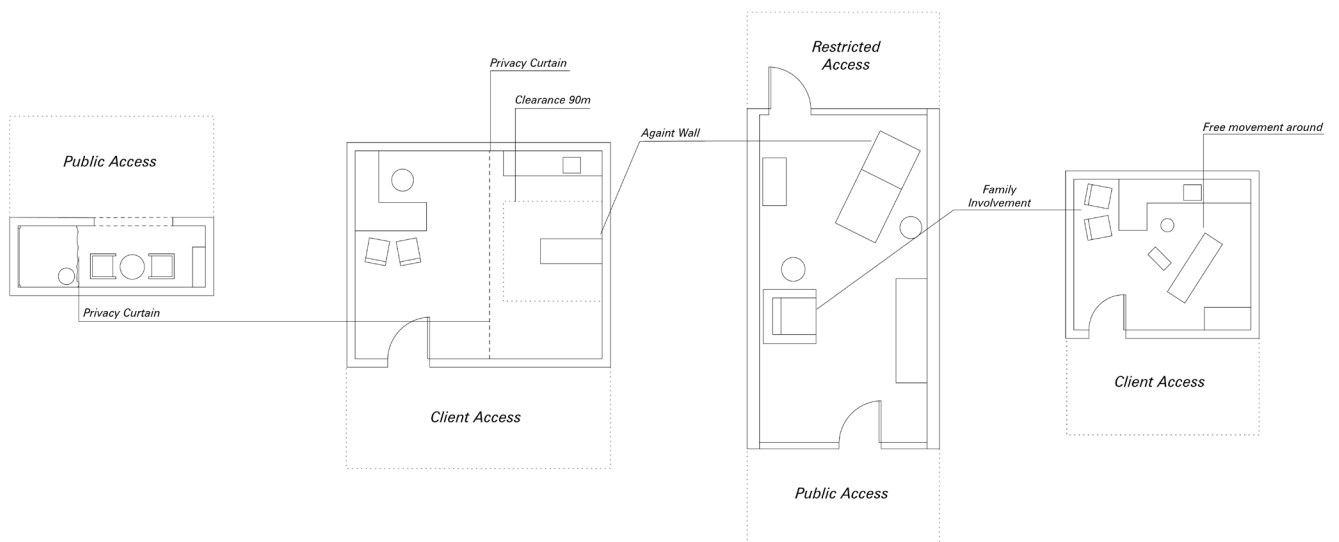 Restricted
Access
Privacy Curtain
Clearance 90m
Againt Wall
Free movement around
Public Access
Family
Involvement
Privacy Curtain
Client Access
Client Access
Public Access